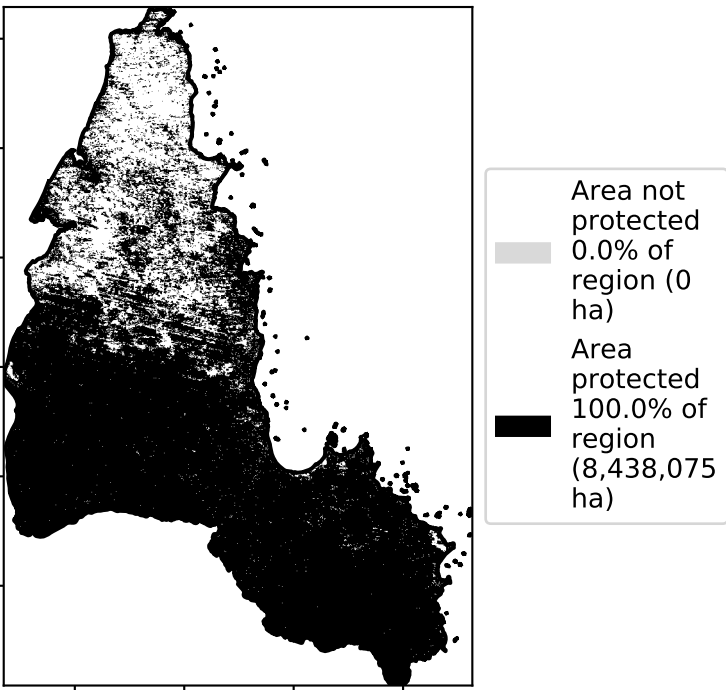 Area not
protected
0.0% of
region (0
ha)
Area
protected
100.0% of
region
(8,438,075
ha)